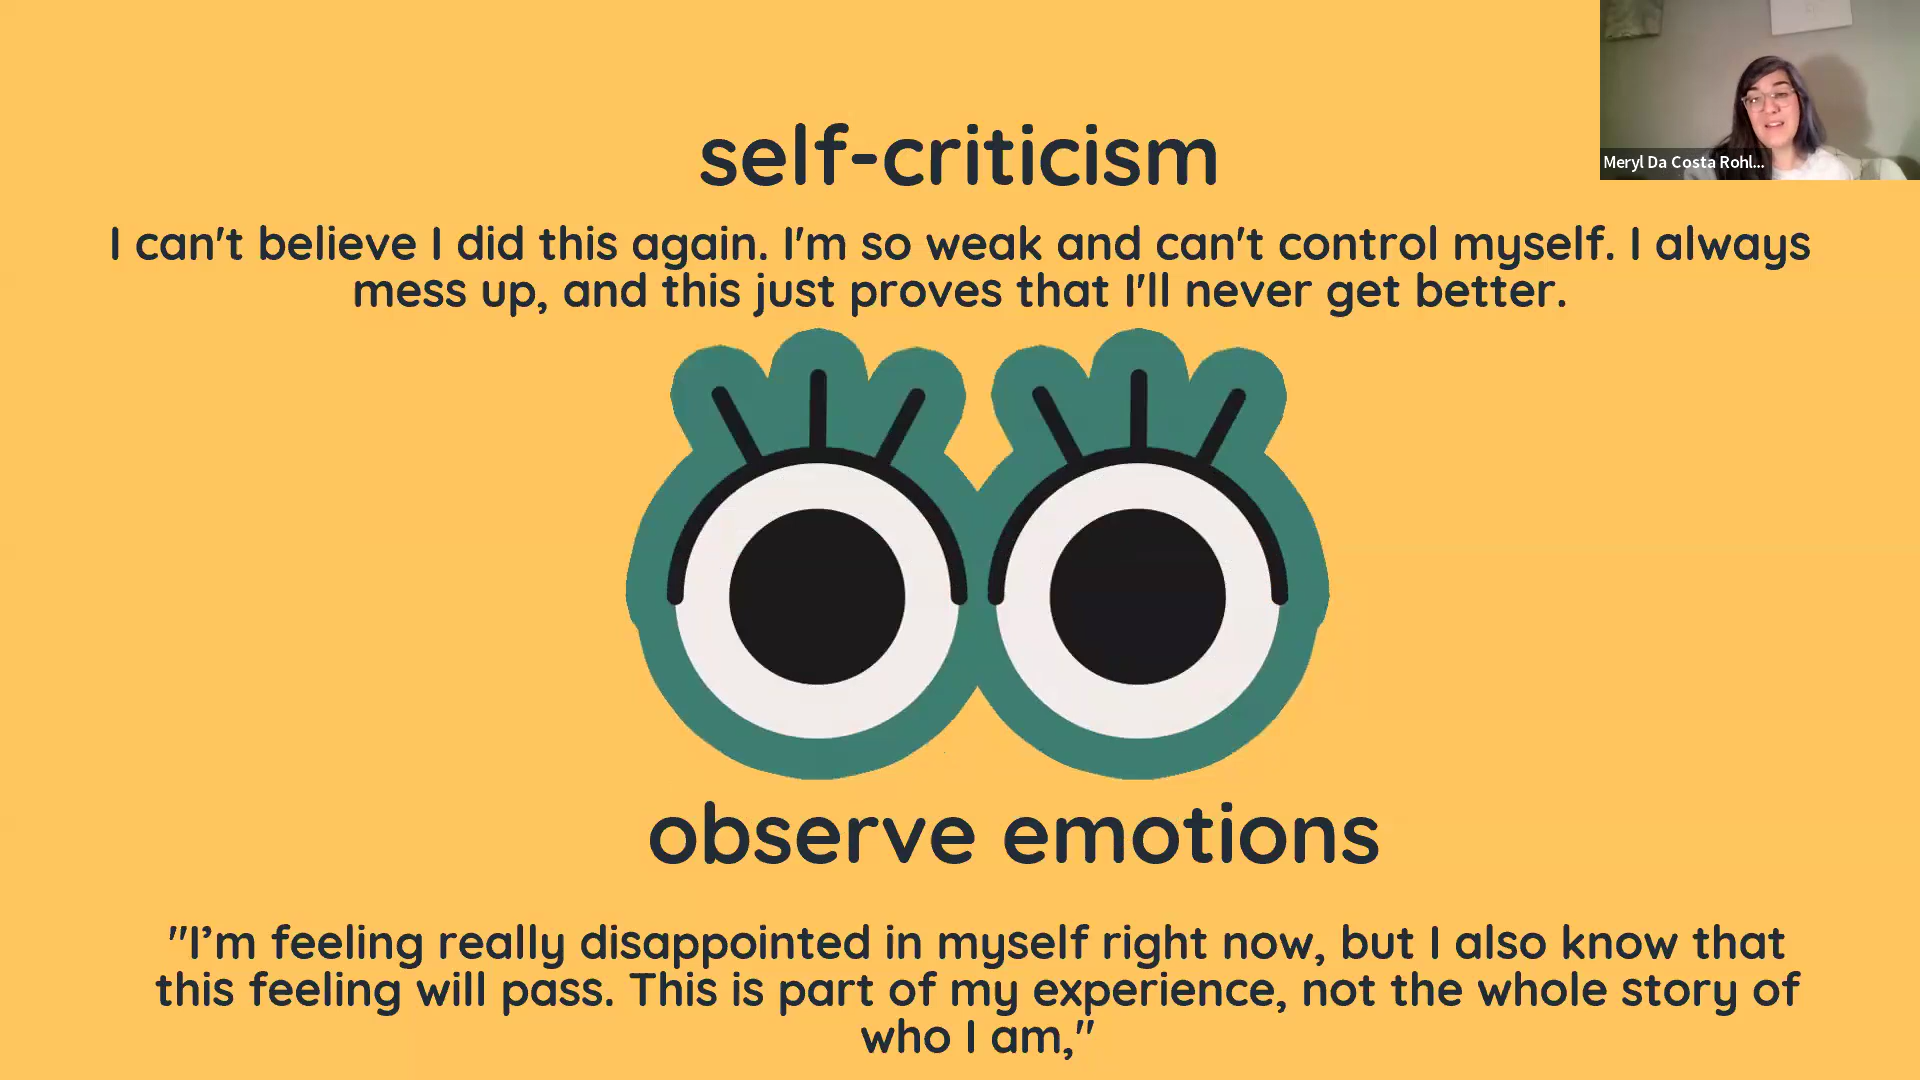 self-criticism
I can't believe I did this again. I'm so weak and can't control myself. I always
mess up, and this just proves that I'll never get better.
Meryl Da Costa Rohl...
observe emotions
"I’m feeling really disappointed in myself right now, but I also know that
this feeling will pass. This is part of my experience, not the whole story of
who I am,"